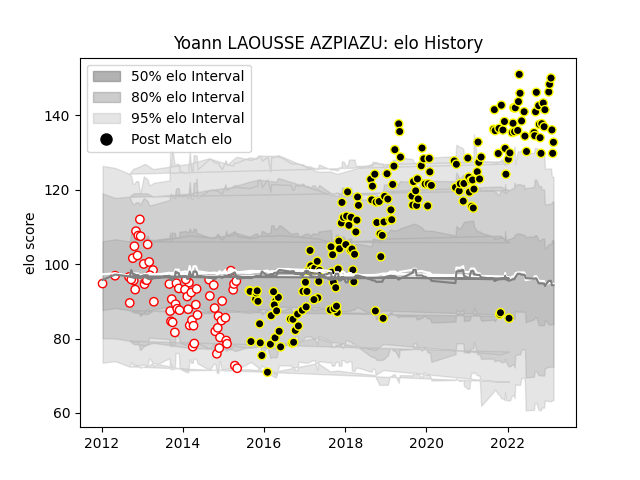 Yoann LAOUSSE AZPIAZU: elo History
50% elo Interval
80% elo Interval
95% elo Interval
Post Match elo
elo score
140
120
100
80
60
2012
2014
2016
2018
2020
2022